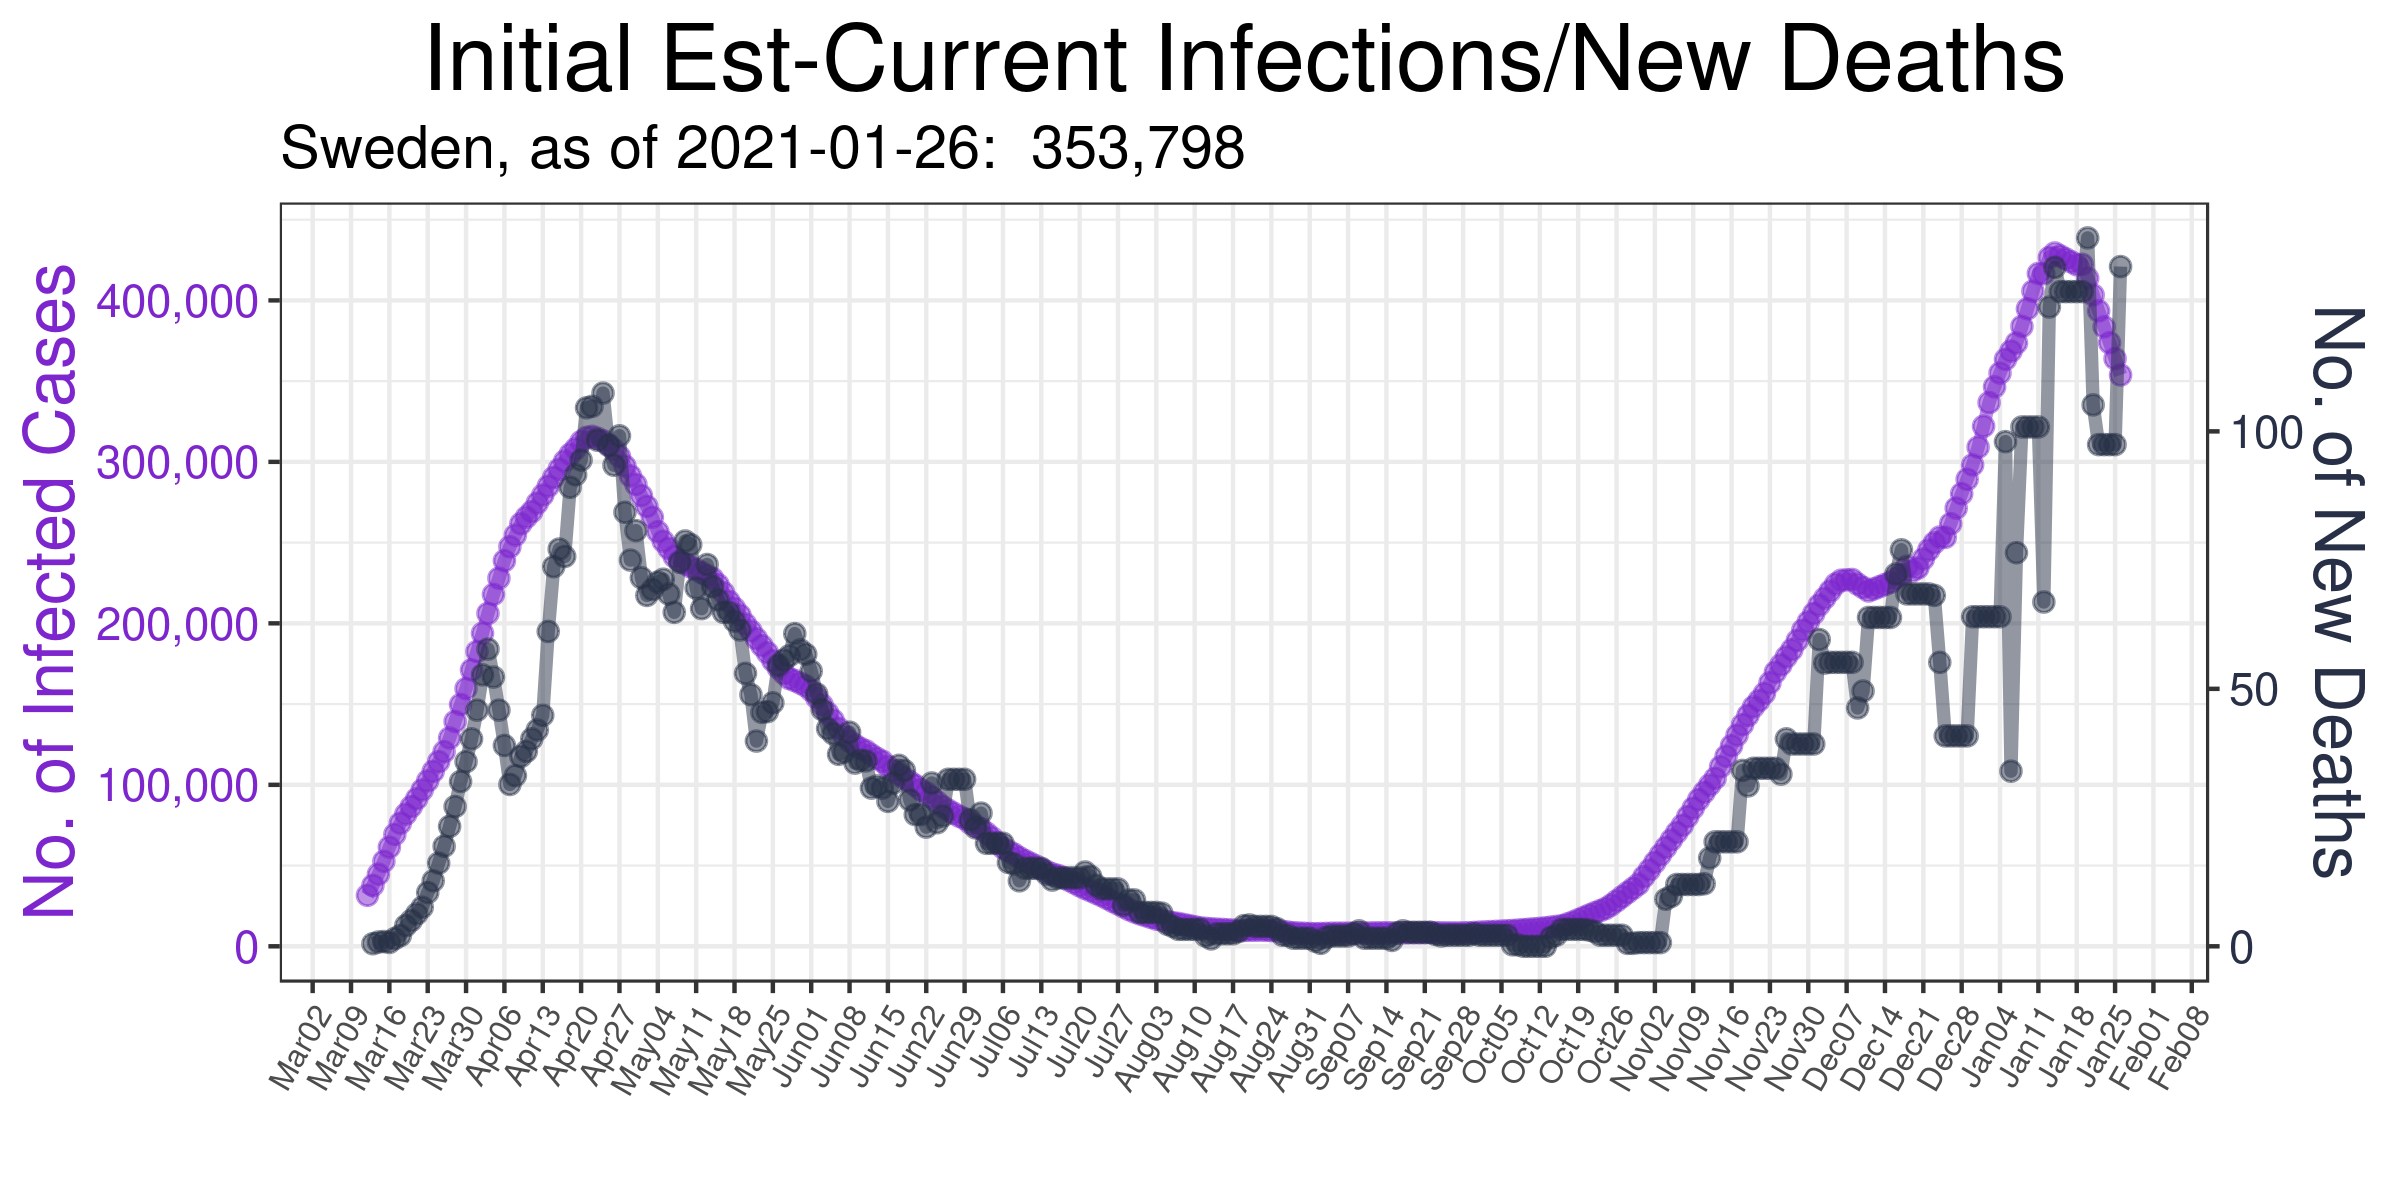 Initial Est-Current Infections/New Deaths
Sweden, as of 2021-01-26:  353,798
No. of Infected Cases
400,000
300,000
200,000
100,000
0
100
50
0
No. of New Deaths
Mar02
Mar09
Mar16
Mar23
Mar30
Apr06
Apr13
Apr20
Apr27
May04
May11
May18
May25
Jun01
Jun08
Jun15
Jun22
Jun29
Jul06
Jul13
Jul20
Jul27
Aug03
Aug10
Aug17
Aug24
Aug31
Sep07
Sep14
Sep21
Sep28
Oct05
Oct12
Oct19
Oct26
Nov02
Nov09
Nov16
Nov23
Nov30
Dec07
Dec14
Dec21
Dec28
Jan04
Jan11
Jan18
Jan25
Feb01
Feb08